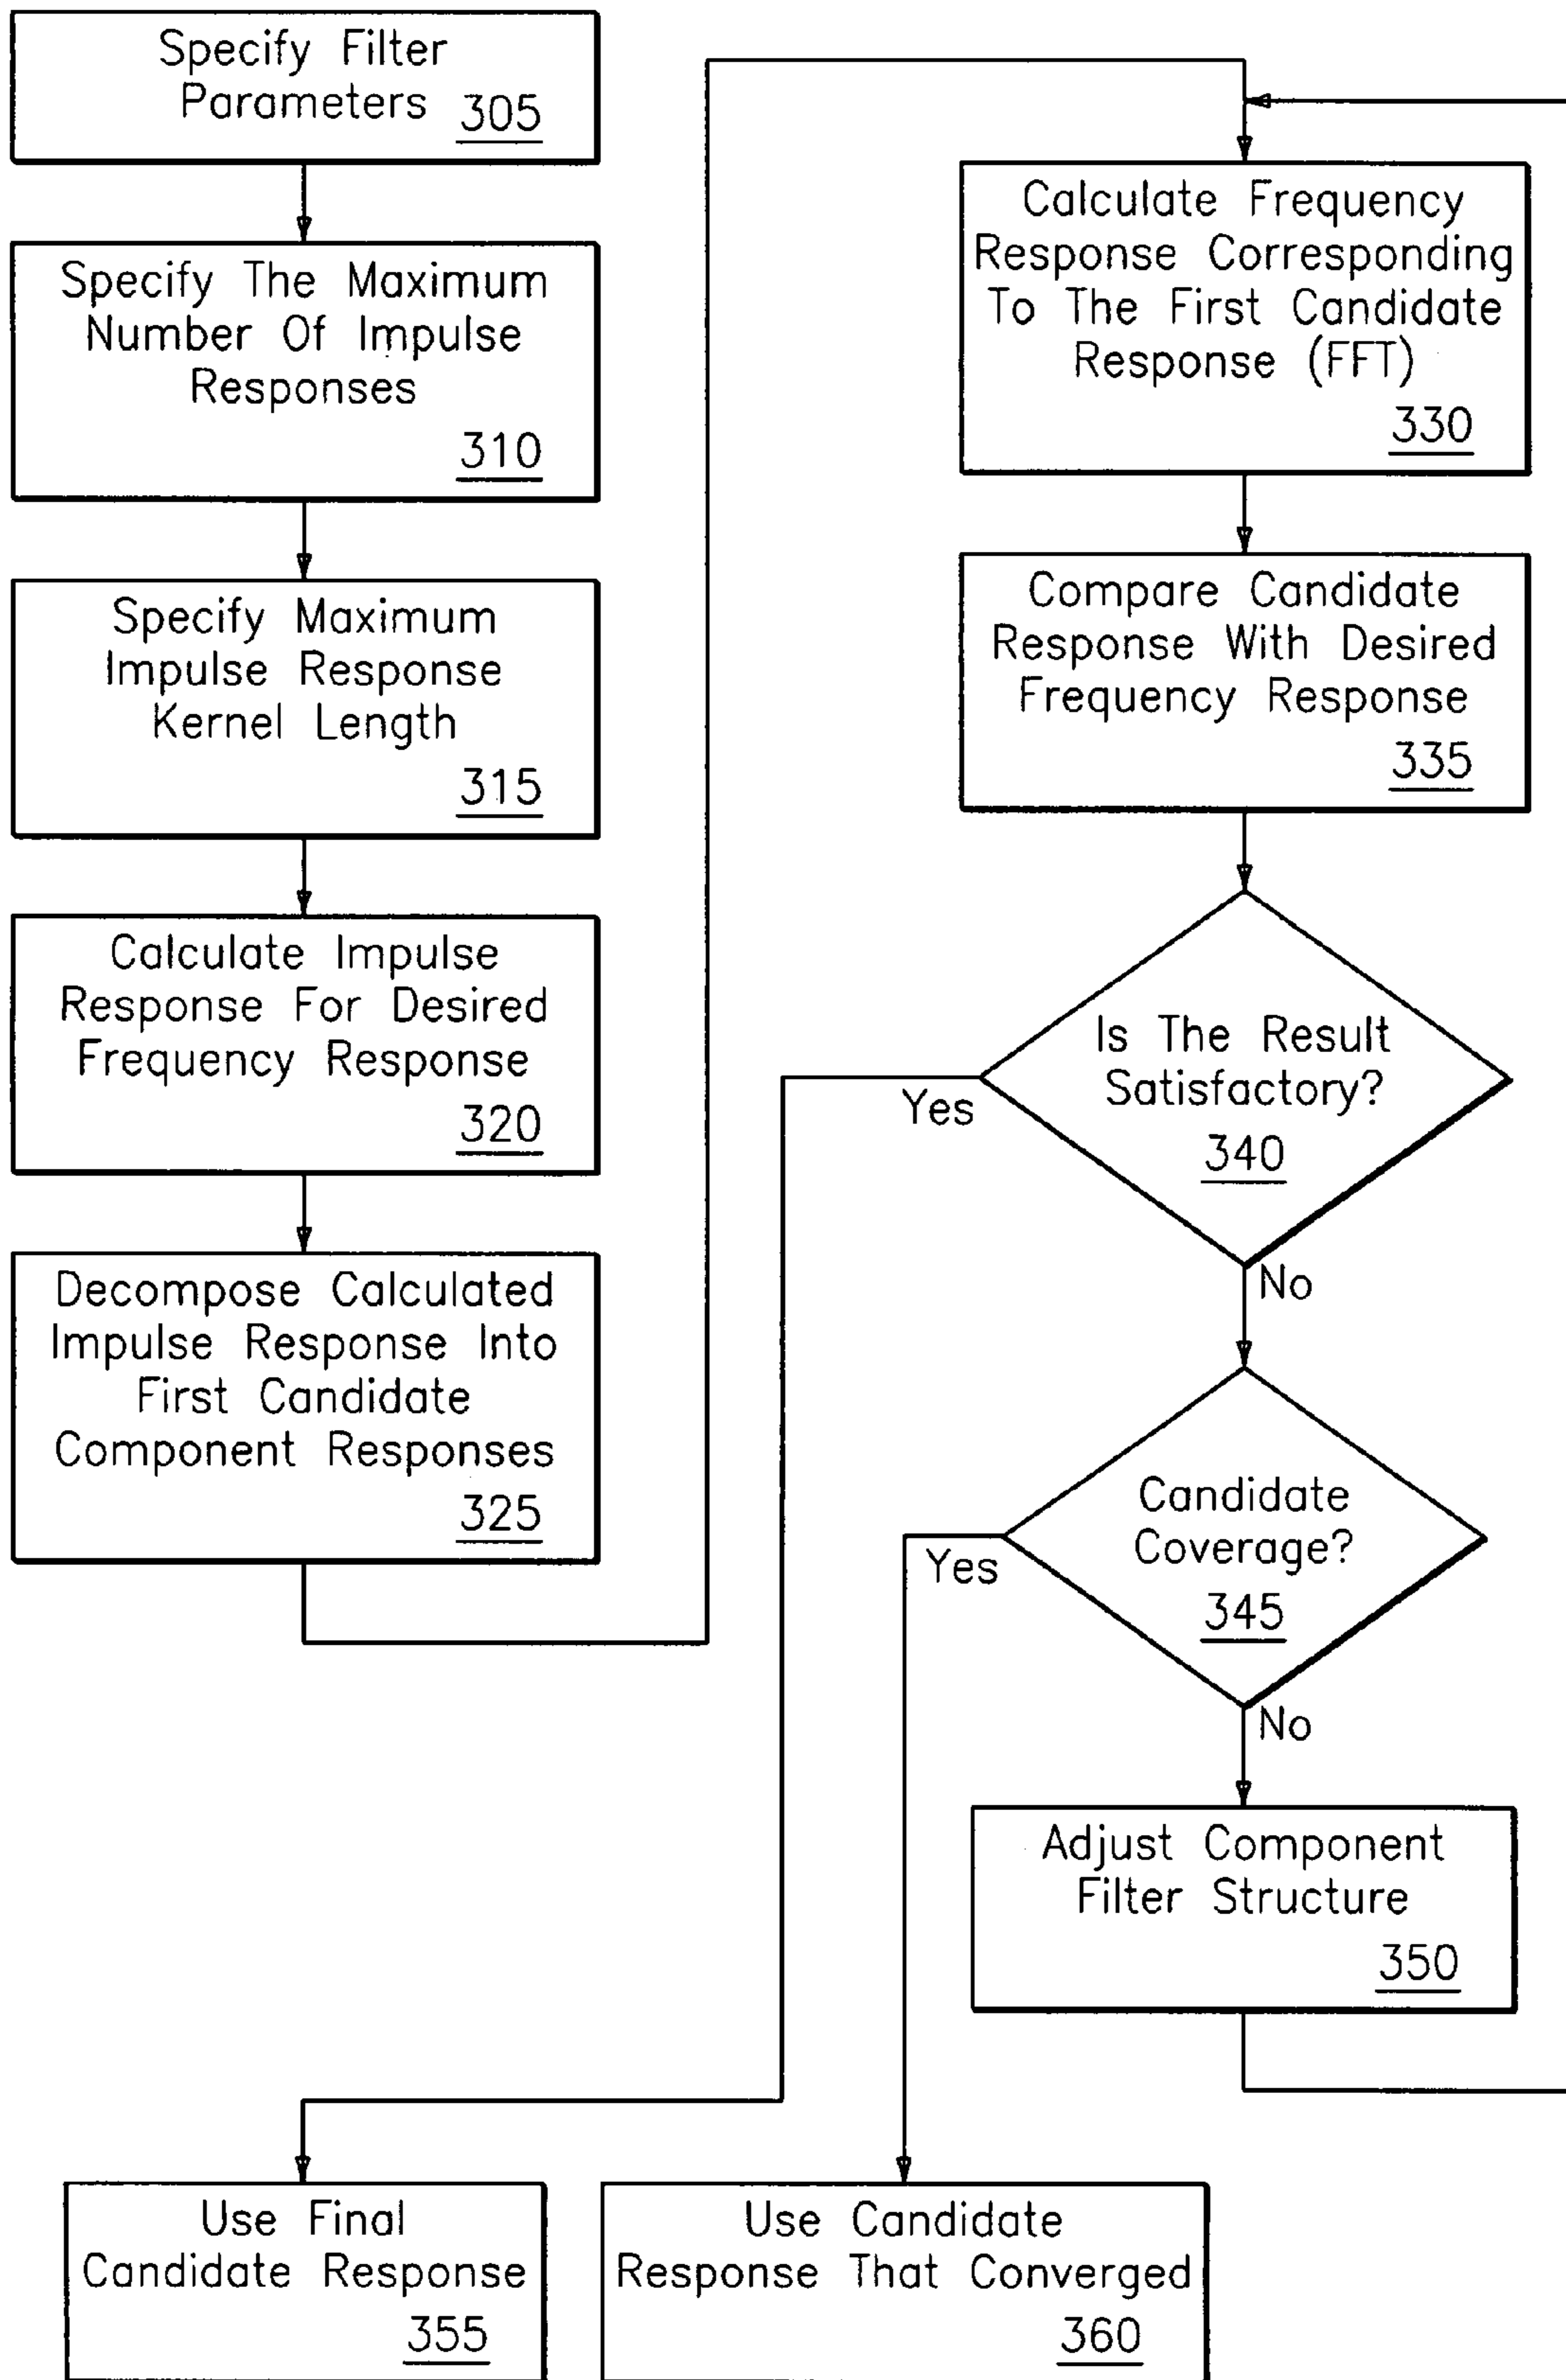 Specify Filter
Parameters 305
Specify The Maximum
Number Of Impulse
Responses
310
Specify Maximum
Impulse Response
Kernel Length
315
Calculate Impulse
Response For Desired
Frequency Response
320
Decompose Calculated
Impulse Response Into
First Candidate
Component Responses
325
Calculate Frequency
Response Corresponding
To The First Candidate
Response (FFT)
330
Compare Candidate
Response With Desired
Frequency Response
335
Is The Result
Satisfactory?
340
Yes
No
Candidate
Coverage?
345
Yes
No
Adjust Component
Filter Structure
350
Use Final
Candidate Response
355
Use Candidate
Response That Converged
360